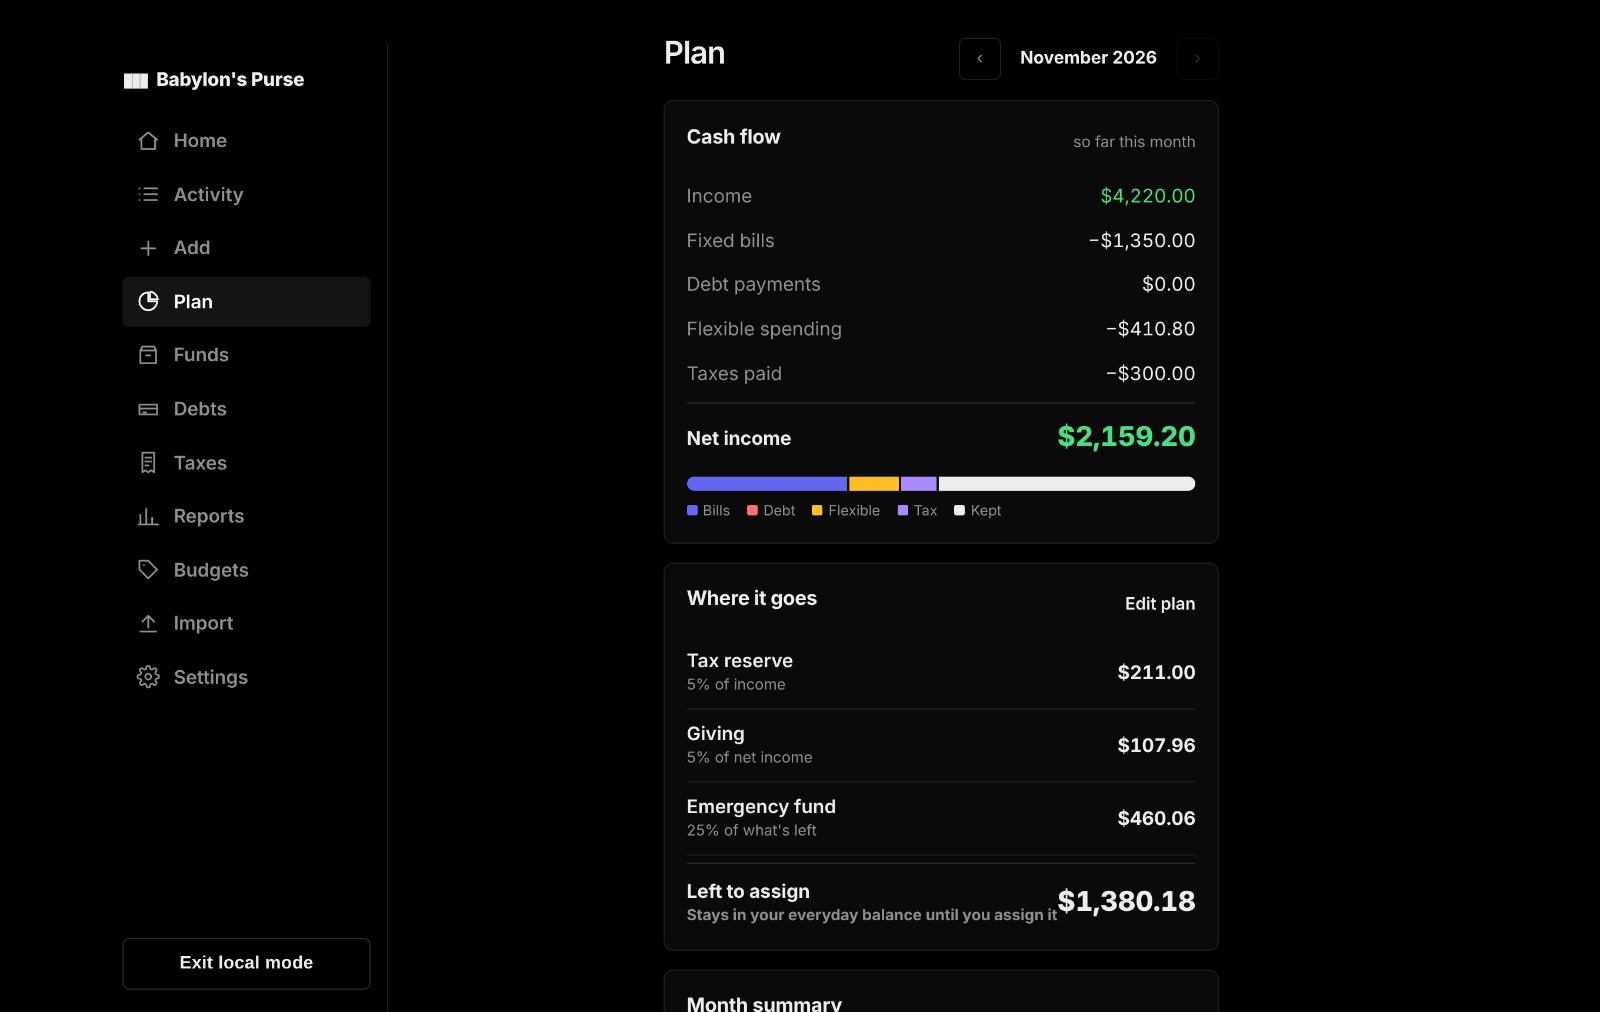 Babylon's Purse
Home
Activity
Add
Plan
Funds
Debts
Taxes
Reports
Budgets
Import
Settings
Exit local mode
Plan
‹ November 2026 ›
Cash flow so far this month
Income $4,220.00
Fixed bills −$1,350.00
Debt payments $0.00
Flexible spending −$410.80
Taxes paid −$300.00
Net income $2,159.20
Bills Debt Flexible Tax Kept
Where it goes Edit plan
Tax reserve
5% of income
$211.00
Giving
5% of net income
$107.96
Emergency fund
25% of what's left
$460.06
Left to assign
Stays in your everyday balance until you assign it
$1,380.18
Month summary